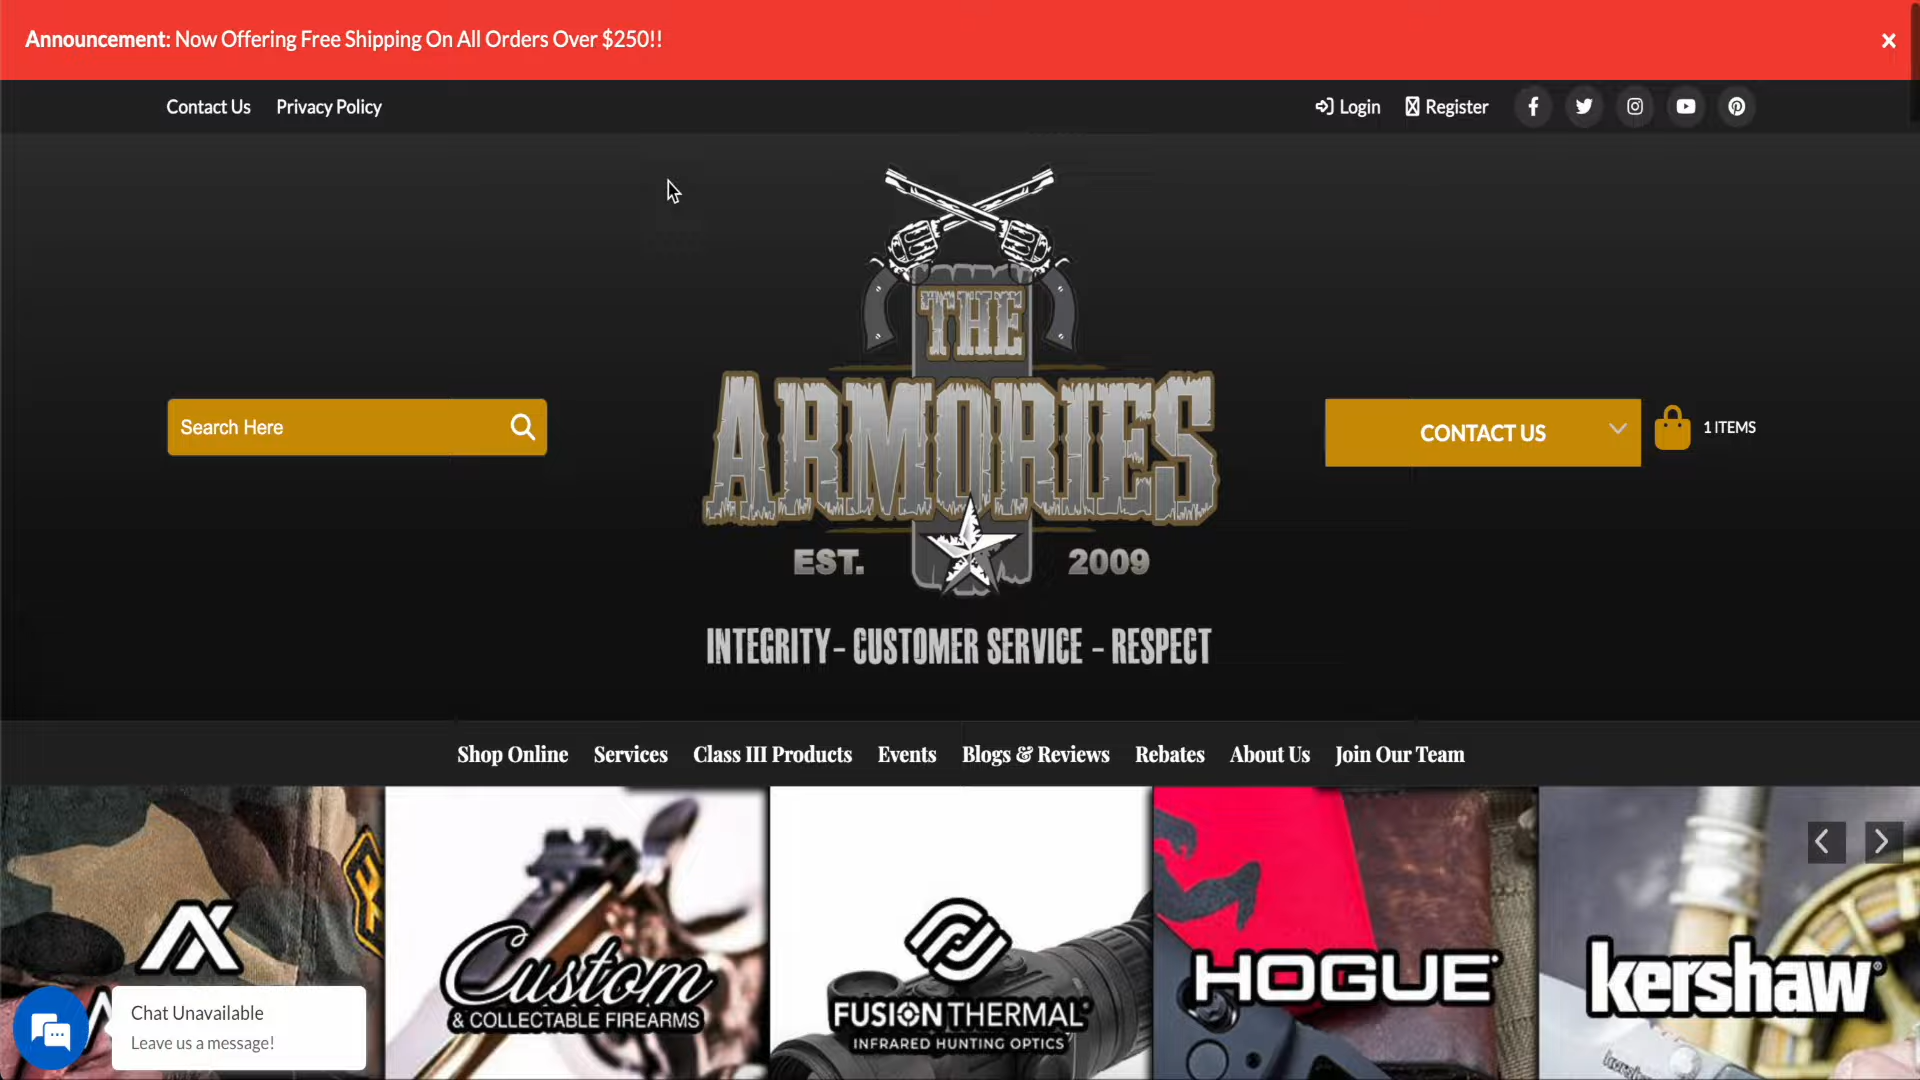 Announcement: Now Offering Free Shipping On All Orders Over $250!!
Contact Us Privacy Policy
Login Register
THE
ARMORIES
EST. 2009
INTEGRITY - CUSTOMER SERVICE - RESPECT
Search Here
CONTACT US
1 ITEMS
Shop Online Services Class III Products Events Blogs & Reviews Rebates About Us Join Our Team
Custom
& COLLECTABLE FIREARMS
FUSION THERMAL
INFRARED HUNTING OPTICS
HOGUE
kershaw
Chat Unavailable
Leave us a message!